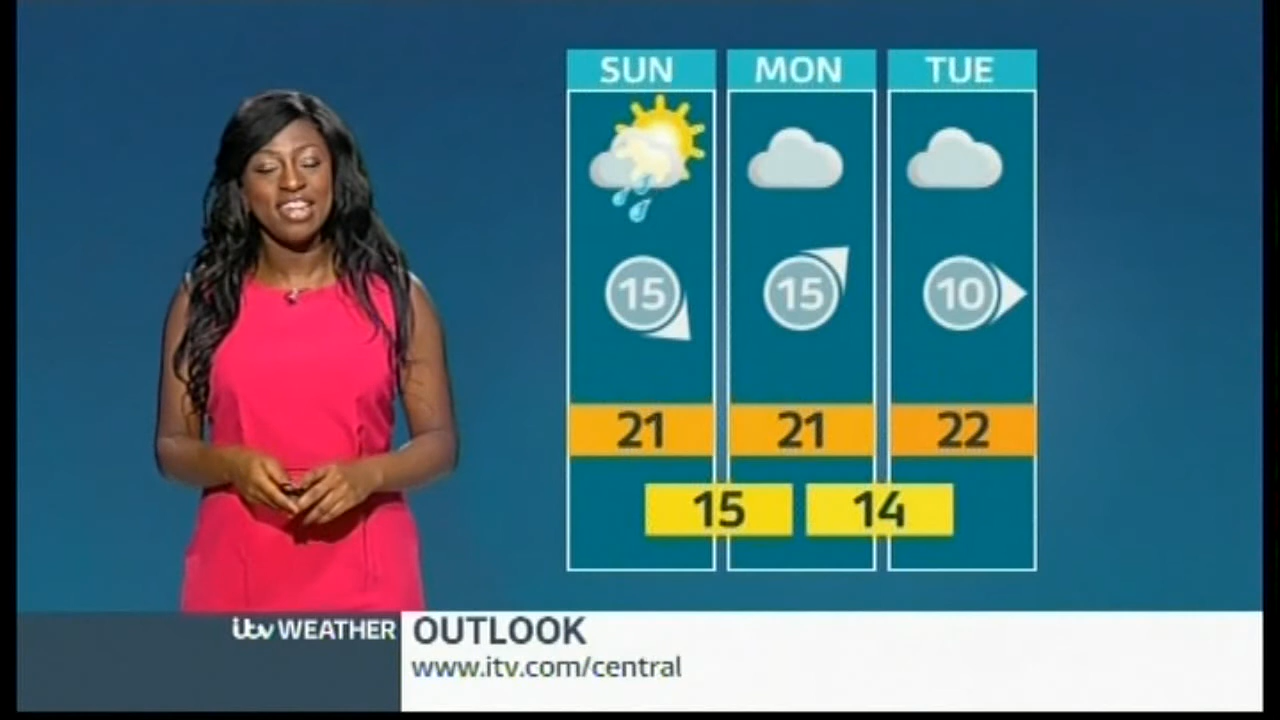 SUN MON TUE
15 15 10
21 21 22
15 14
itv WEATHER
OUTLOOK
www.itv.com/central